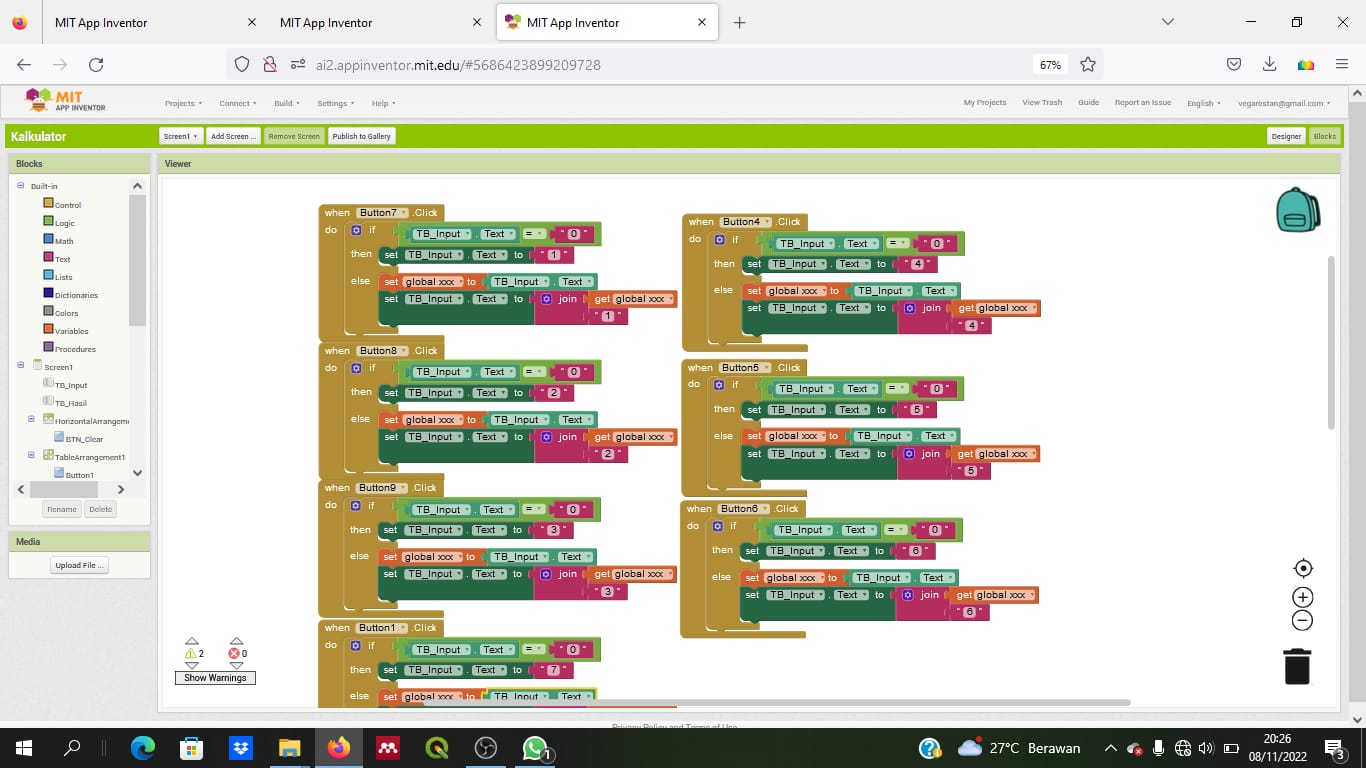 MIT App Inventor
MIT App Inventor
MIT App Inventor
ai2.appinventor.mit.edu/#5686423899209728
67%
MIT
APP INVENTOR
Projects
Connect
Build
Settings
Help
My Projects
View Trash
Guide
Report an Issue
English
vegarestan@gmail.com
Kalkulator
Screen1
Add Screen ...
Remove Screen
Publish to Gallery
Designer
Blocks
Blocks
Built-in
Control
Logic
Math
Text
Lists
Dictionaries
Colors
Variables
Procedures
Screen1
TB_Input
TB_Hasil
HorizontalArrangeme
BTN_Clear
TableArrangement1
Button1
Rename
Delete
Media
Upload File ...
Viewer
when Button7 .Click
do if TB_Input . Text = " 0 "
then set TB_Input . Text to " 1 "
else set global xxx to TB_Input . Text
set TB_Input . Text to join get global xxx
" 1 "
when Button8 .Click
do if TB_Input . Text = " 0 "
then set TB_Input . Text to " 2 "
else set global xxx to TB_Input . Text
set TB_Input . Text to join get global xxx
" 2 "
when Button9 .Click
do if TB_Input . Text = " 0 "
then set TB_Input . Text to " 3 "
else set global xxx to TB_Input . Text
set TB_Input . Text to join get global xxx
" 3 "
when Button1 .Click
do if TB_Input . Text = " 0 "
then set TB_Input . Text to " 7 "
else set global xxx to TB_Input . Text
when Button4 .Click
do if TB_Input . Text = " 0 "
then set TB_Input . Text to " 4 "
else set global xxx to TB_Input . Text
set TB_Input . Text to join get global xxx
" 4 "
when Button5 .Click
do if TB_Input . Text = " 0 "
then set TB_Input . Text to " 5 "
else set global xxx to TB_Input . Text
set TB_Input . Text to join get global xxx
" 5 "
when Button6 .Click
do if TB_Input . Text = " 0 "
then set TB_Input . Text to " 6 "
else set global xxx to TB_Input . Text
set TB_Input . Text to join get global xxx
" 6 "
2
0
Show Warnings
Privacy Policy and Terms of Use
1
27°C Berawan
20:26
08/11/2022
3